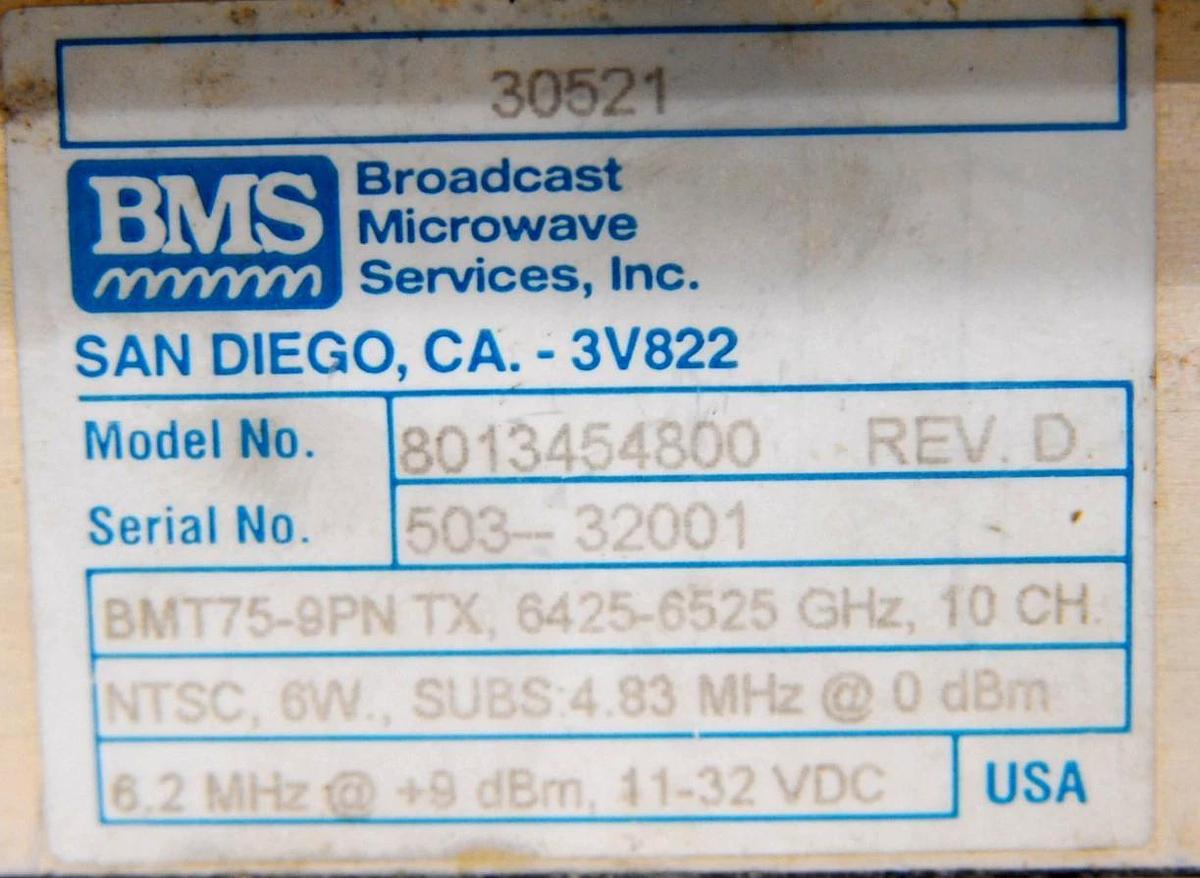 30521
BMS
Broadcast
Microwave
Services, Inc.
SAN DIEGO, CA. - 3V822
Model No. 8013454800 REV. D.
Serial No. 503-- 32001
BMT75-9PN TX, 6425-6525 GHz, 10 CH.
NTSC, 6W., SUBS:4.83 MHz @ 0 dBm
6.2 MHz @ +9 dBm, 11-32 VDC
USA